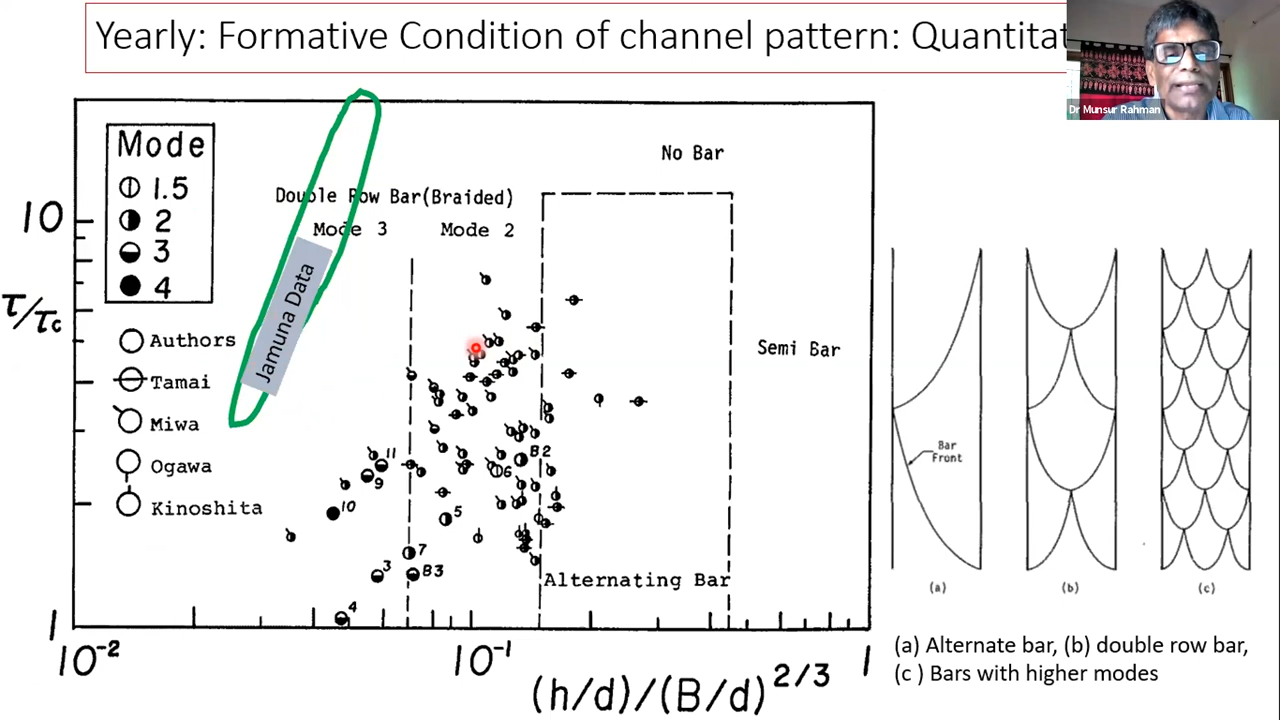 Yearly: Formative Condition of channel pattern: Quantitat
Dr Munsur Rahman
Mode
1.5
2
3
4
Authors
Tamai
Miwa
Ogawa
Kinoshita
No Bar
Double Row Bar(Braided)
Mode 3 Mode 2
Jamuna Data
Semi Bar
Alternating Bar
11
9
10
B2
6
5
7
3
B3
4
10
τ/τc
1
10⁻² 10⁻¹ 1
(h/d)/(B/d)²/³
Bar
Front
(a) (b) (c)
(a) Alternate bar, (b) double row bar,
(c ) Bars with higher modes